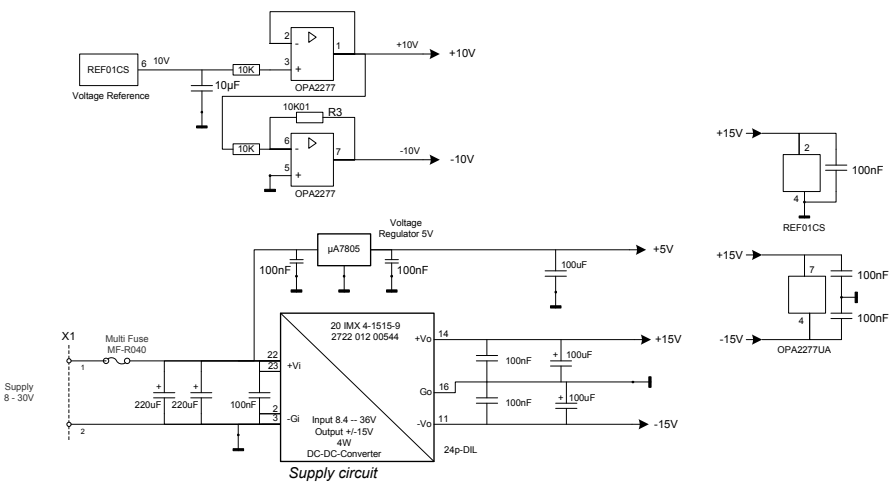 2
-
1
+10V
+10V
REF01CS
6
10V
10K
3
+
Voltage Reference
10µF
OPA2277
10K01
R3
10K
6
-
7
-10V
-10V
5
+
OPA2277
+15V
2
100nF
4
REF01CS
Voltage
Regulator 5V
µA7805
+5V
100nF
100nF
100uF
+15V
7
100nF
100nF
4
-15V
OPA2277UA
X1
Multi Fuse
MF-R040
1
Supply
8 - 30V
2
+
220uF
+
220uF
100nF
22
23
+Vi
2
3
-Gi
20 IMX 4-1515-9
2722 012 00544
+Vo
14
+15V
100nF
+
100uF
Go
16
100nF
+
100uF
-Vo
11
-15V
Input 8.4 -- 36V
Output +/-15V
4W
DC-DC-Converter
24p-DIL
Supply circuit